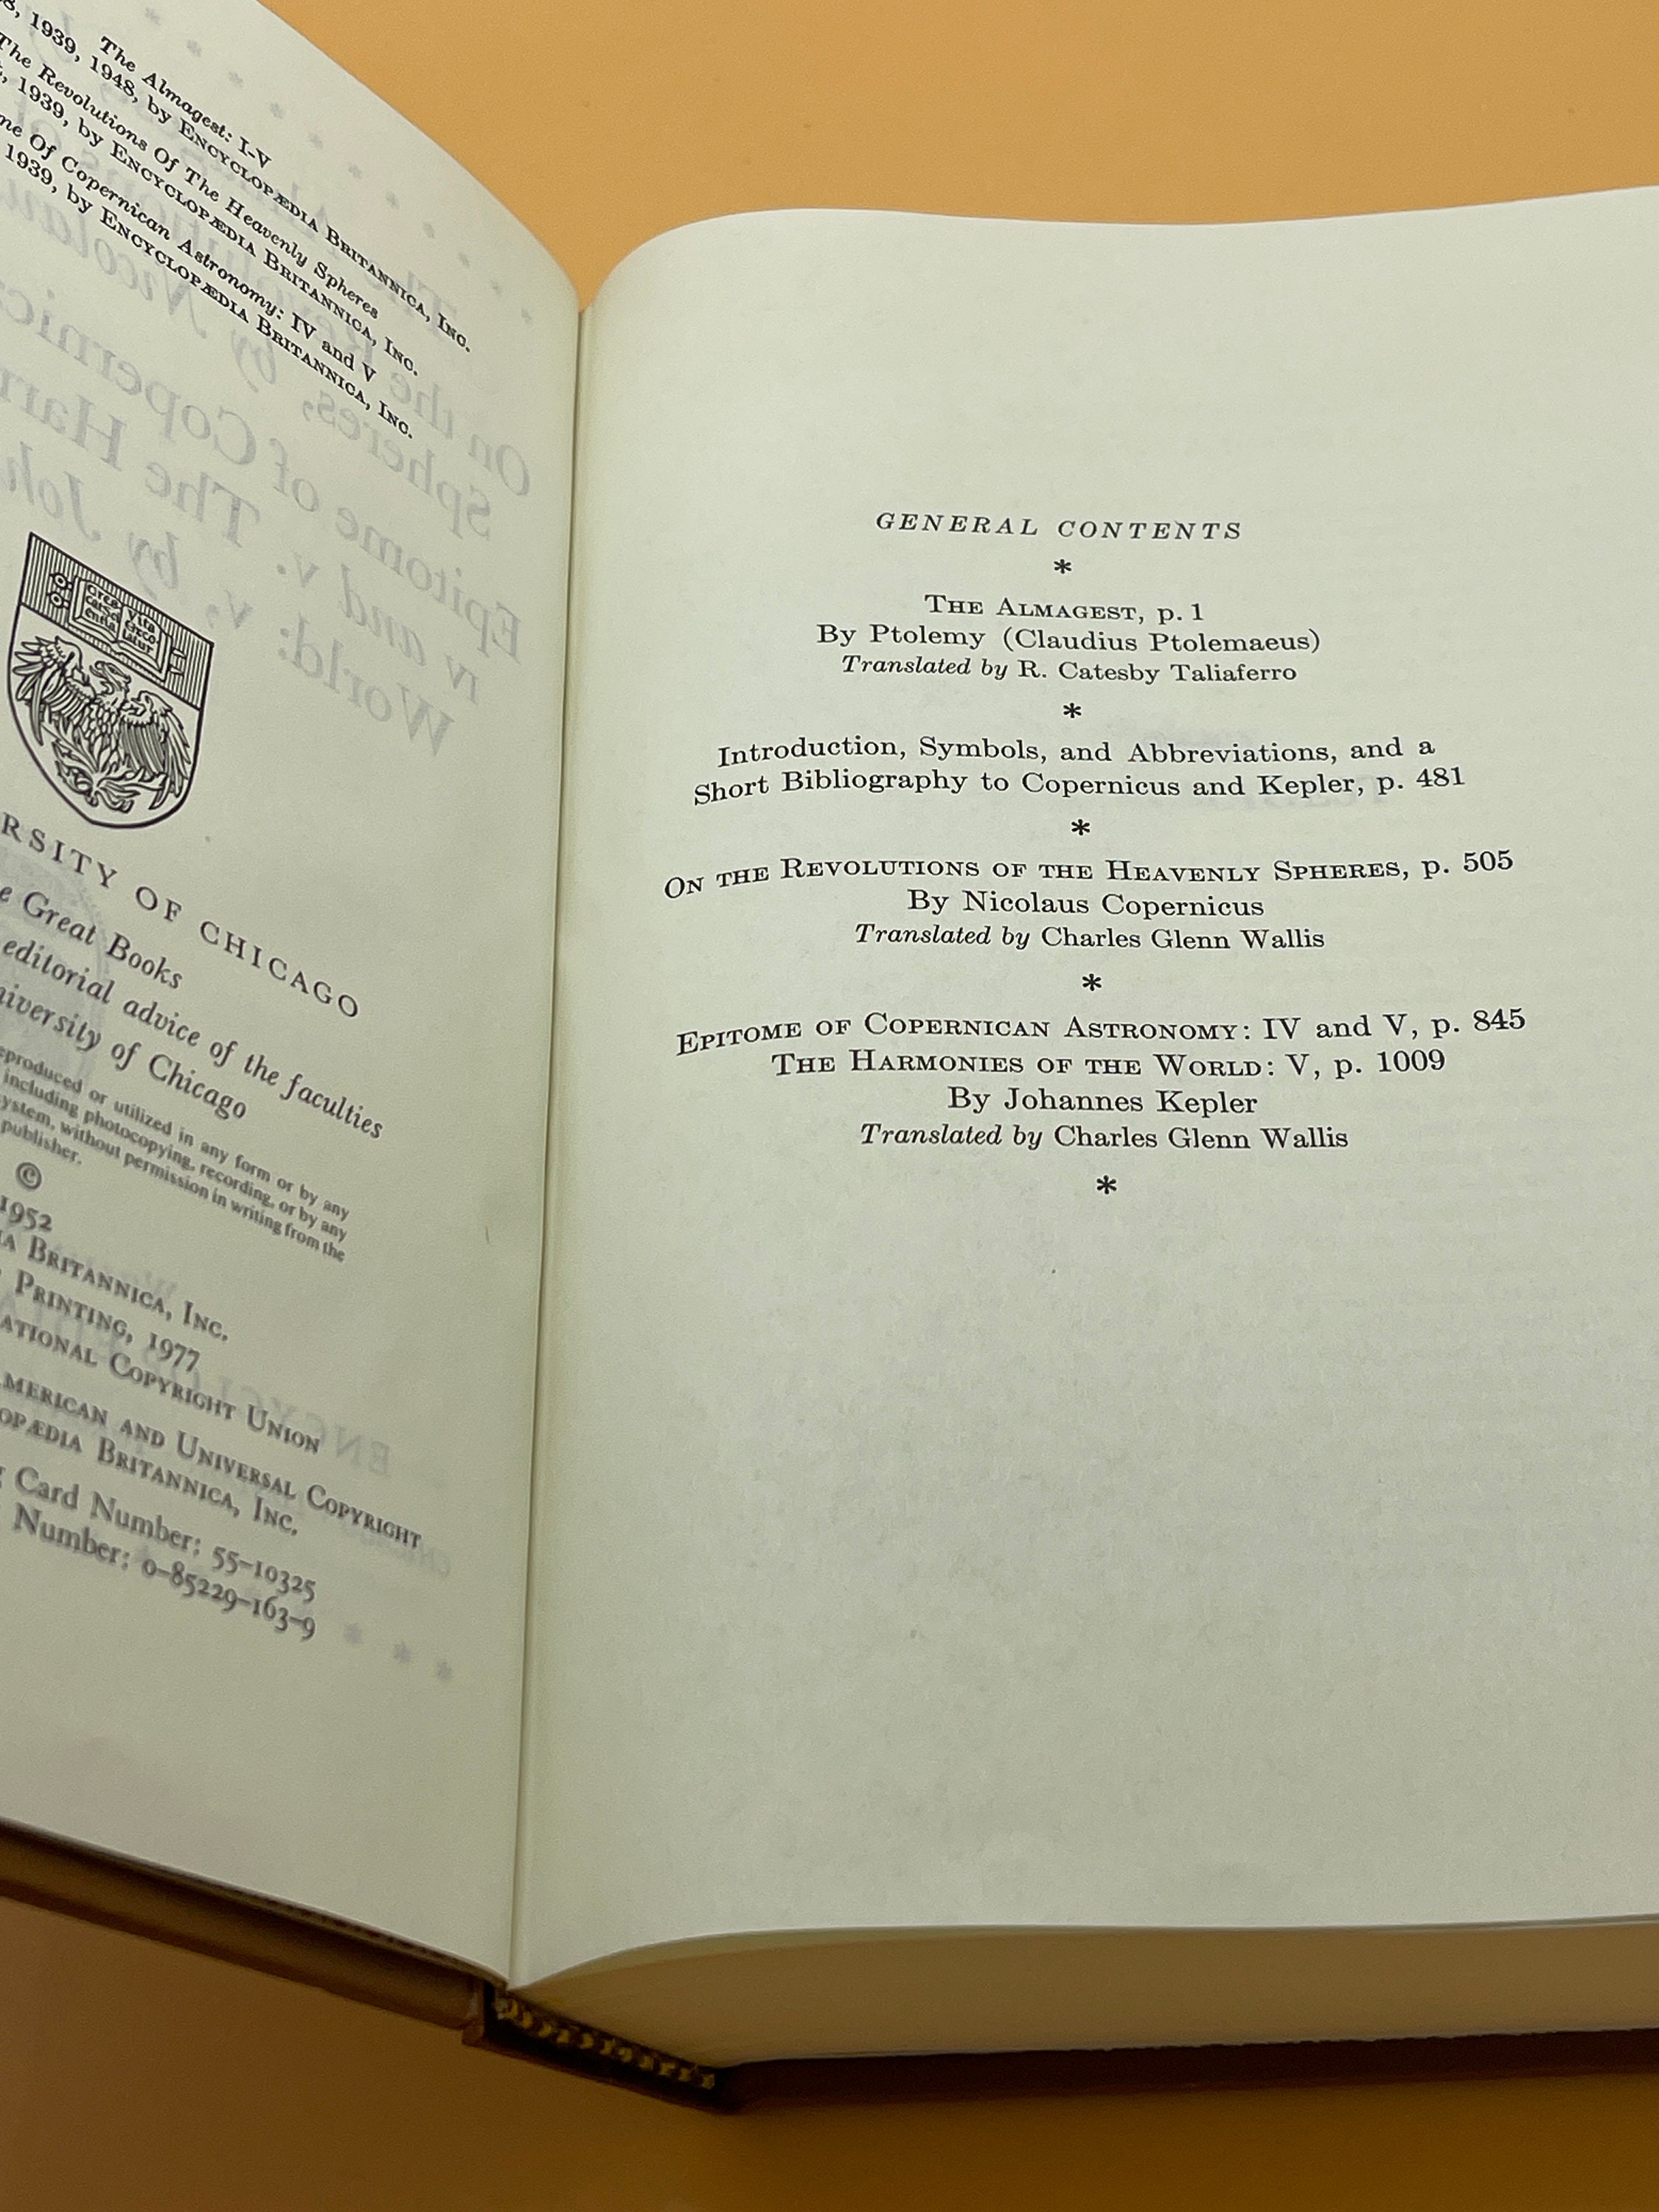 The Almagest: I-V
1939, 1948, by ENCYCLOPÆDIA BRITANNICA, INC.
The Revolutions Of The Heavenly Spheres
1939, by ENCYCLOPÆDIA BRITANNICA, INC.
Of Copernican Astronomy: IV and V
1939, by ENCYCLOPÆDIA BRITANNICA, INC.
OF CHICAGO
Great Books
editorial advice of the faculties
University of Chicago
reproduced or utilized in any form or by any
including photocopying, recording, or by any
system, without permission in writing from the
publisher.
©
1952
BRITANNICA, INC.
PRINTING, 1977
COPYRIGHT UNION
AMERICAN AND UNIVERSAL COPYRIGHT
BRITANNICA, INC.
Card Number: 55-10325
Number: 0-85229-163-9
GENERAL CONTENTS
*
THE ALMAGEST, p. 1
By Ptolemy (Claudius Ptolemaeus)
Translated by R. Catesby Taliaferro
*
Introduction, Symbols, and Abbreviations, and a
Short Bibliography to Copernicus and Kepler, p. 481
*
ON THE REVOLUTIONS OF THE HEAVENLY SPHERES, p. 505
By Nicolaus Copernicus
Translated by Charles Glenn Wallis
*
EPITOME OF COPERNICAN ASTRONOMY: IV and V, p. 845
THE HARMONIES OF THE WORLD: V, p. 1009
By Johannes Kepler
Translated by Charles Glenn Wallis
*